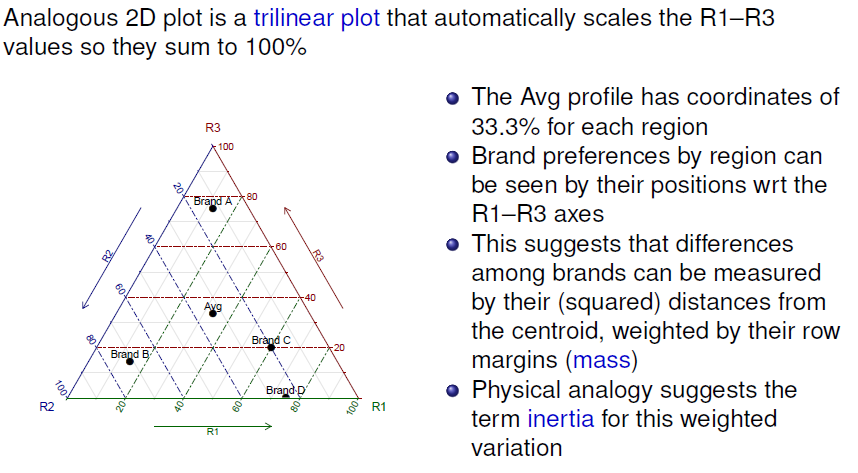 Analogous 2D plot is a trilinear plot that automatically scales the R1–R3
values so they sum to 100%
The Avg profile has coordinates of
33.3% for each region
Brand preferences by region can
be seen by their positions wrt the
R1–R3 axes
This suggests that differences
among brands can be measured
by their (squared) distances from
the centroid, weighted by their row
margins (mass)
Physical analogy suggests the
term inertia for this weighted
variation
R3
100
20
80
Brand A
40
60
R2
R3
60
40
Avg
80
20
Brand C
Brand B
100
Brand D
R2
20
40
60
80
100
R1
R1